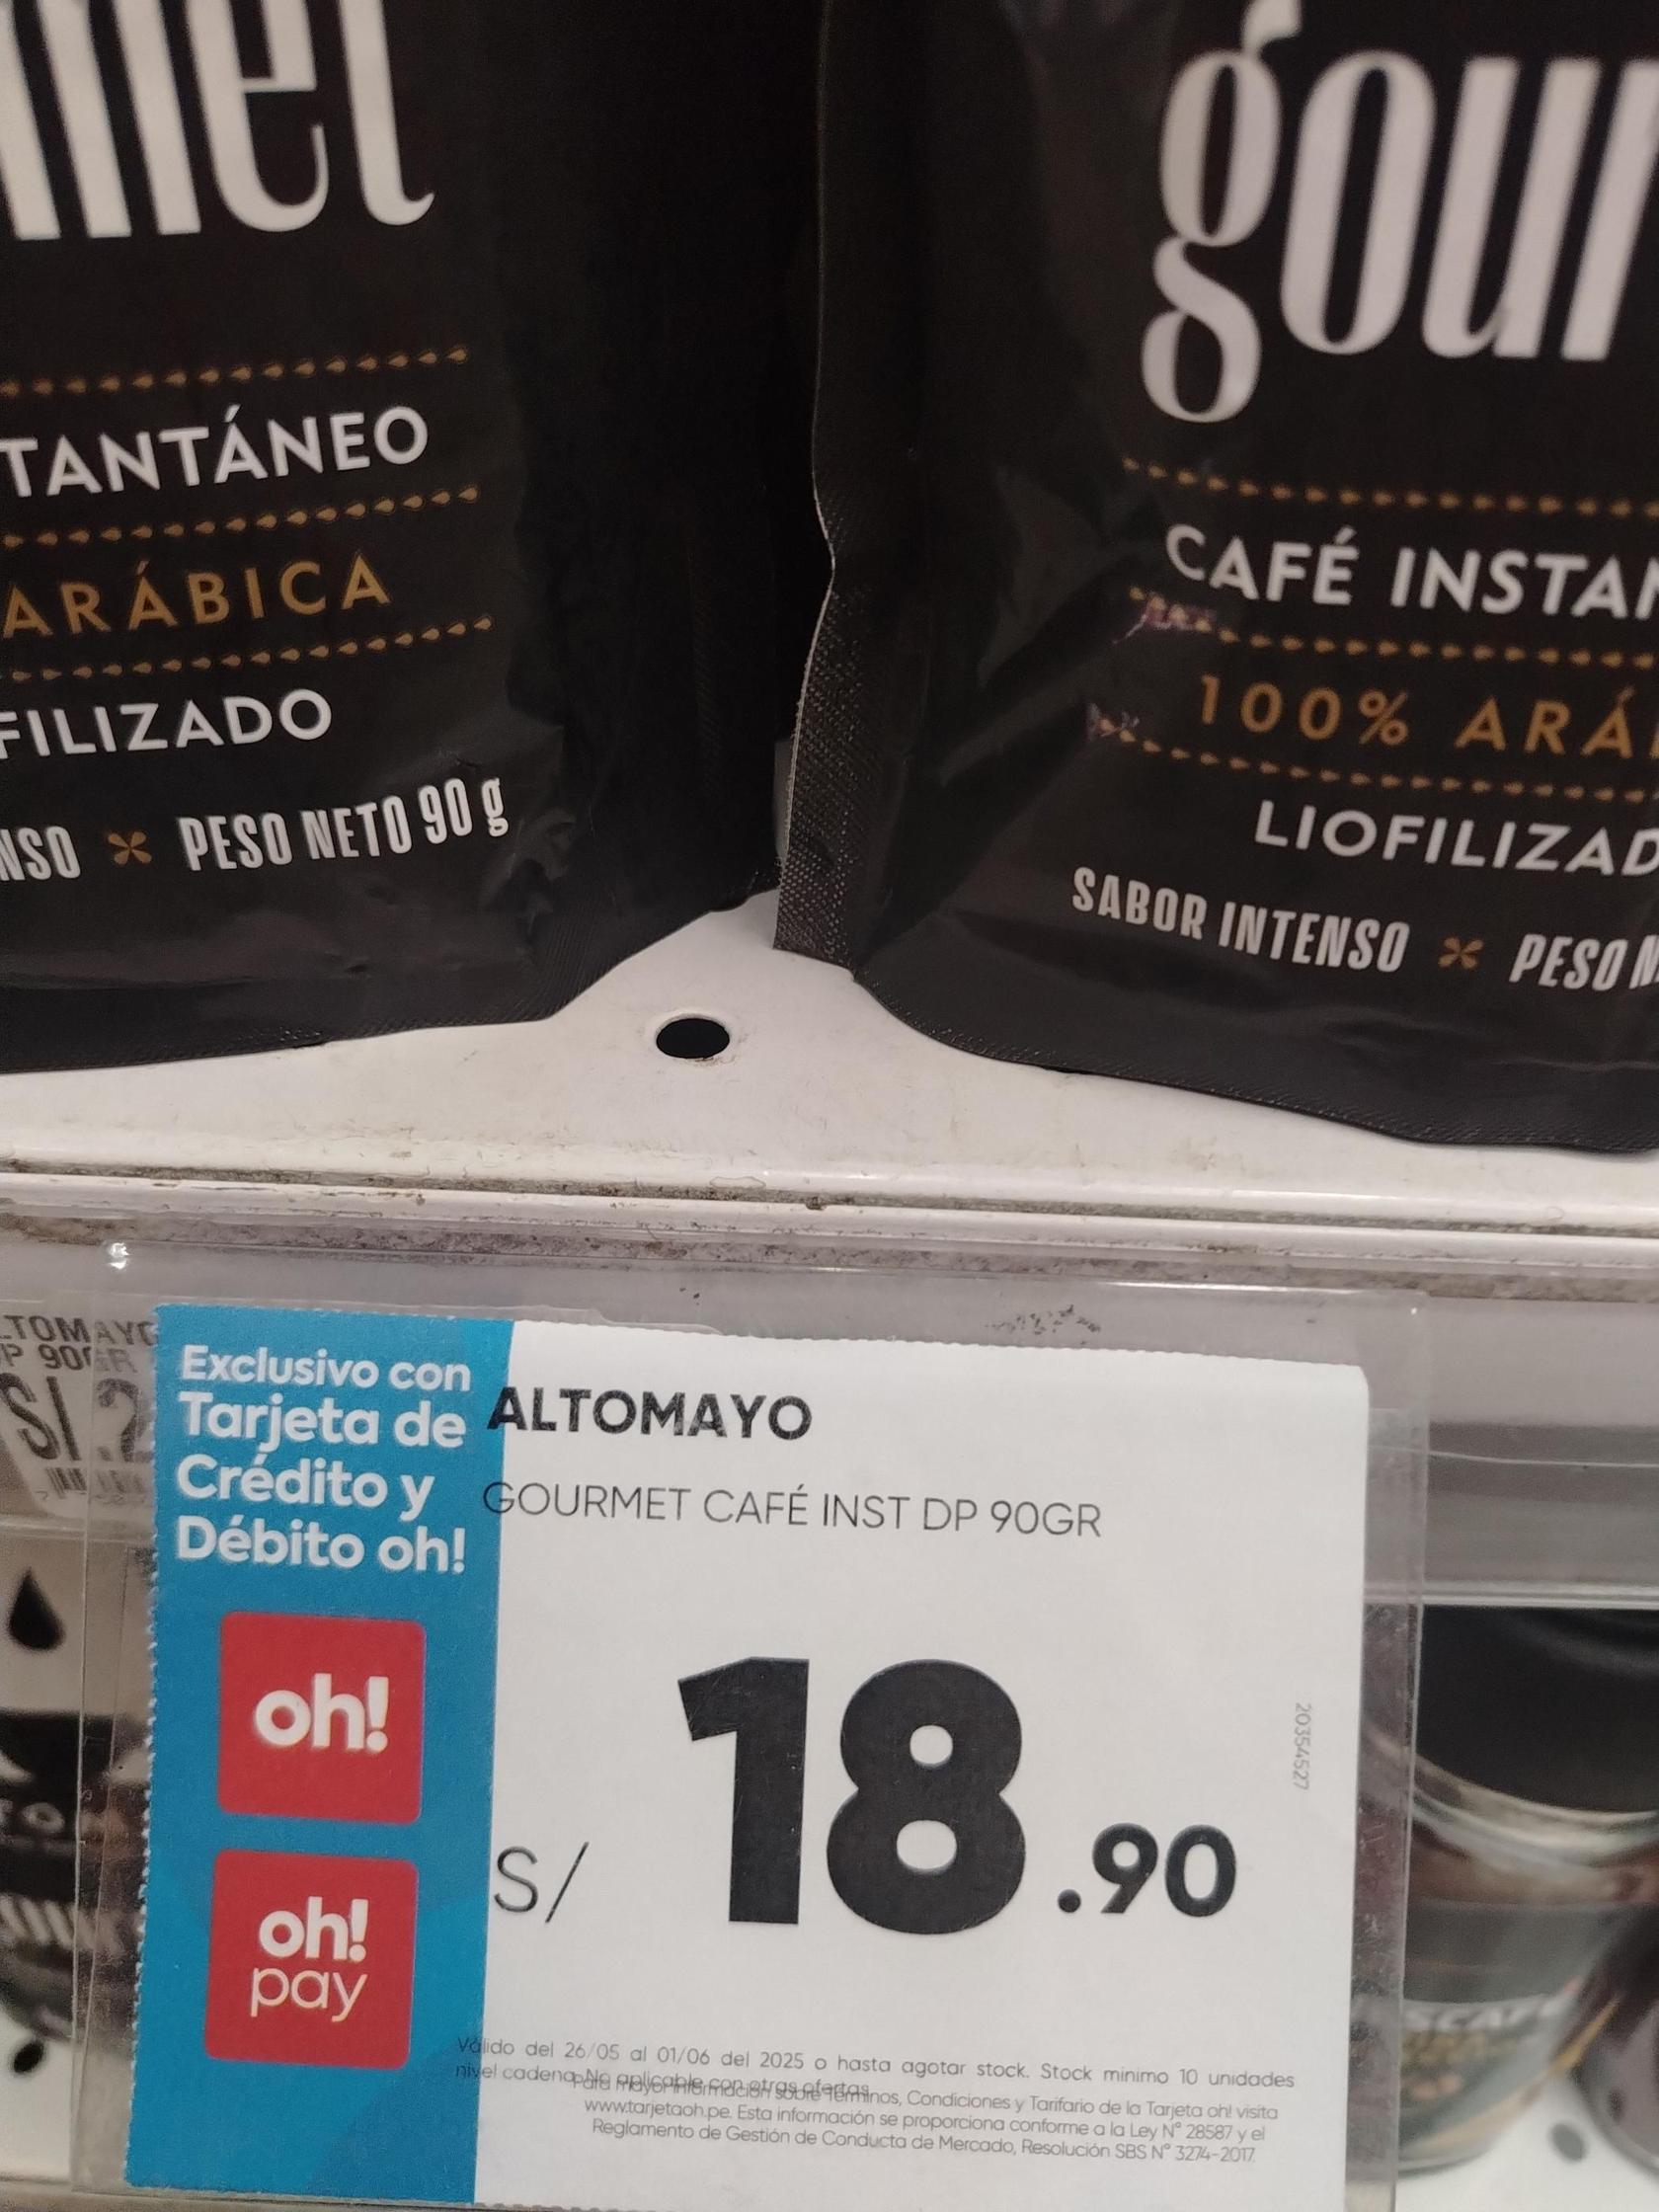 met
TANTÁNEO
ARÁBICA
FILIZADO
NSO PESO NETO 90 g
gour
CAFÉ INSTAN
100% ARÁ
LIOFILIZAD
SABOR INTENSO PESO N
LTOMAYO
P 90GR
S/.2
Exclusivo con
Tarjeta de
Crédito y
Débito oh!
oh!
oh!
pay
ALTOMAYO
GOURMET CAFÉ INST DP 90GR
S/ 18.90
20354527
Válido del 26/05 al 01/06 del 2025 o hasta agotar stock. Stock minimo 10 unidades
nivel cadena. No aplicable con otras ofertas.
Para mayor información sobre Términos, Condiciones y Tarifario de la Tarjeta oh! visita
www.tarjetaoh.pe. Esta información se proporciona conforme a la Ley N° 28587 y el
Reglamento de Gestión de Conducta de Mercado, Resolución SBS N° 3274-2017.
SCAFÉ